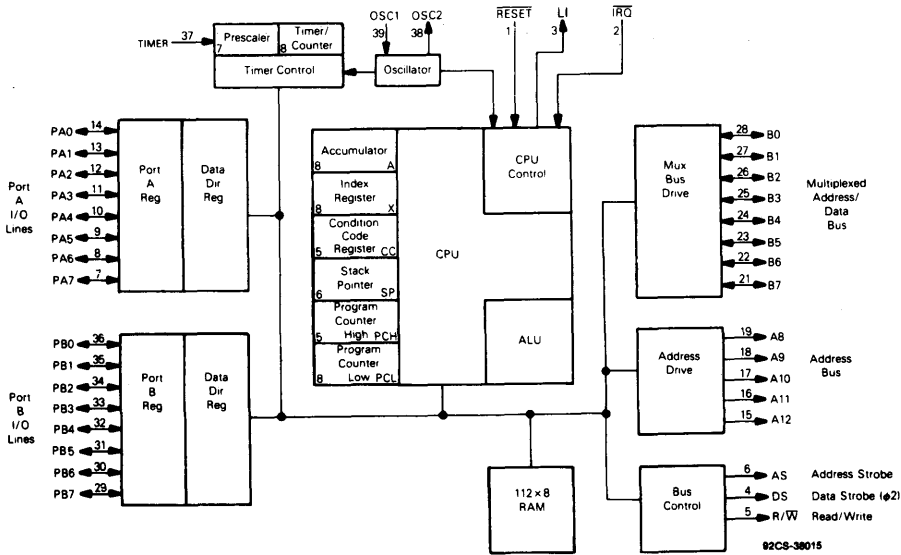 OSC1 OSC2 RESET LI IRQ
39 38 1 3 2
TIMER 37
Prescaler
7
Timer/
Counter
8
Timer Control
Oscillator
Port
A
I/O
Lines
PA0 14
PA1 13
PA2 12
PA3 11
PA4 10
PA5 9
PA6 8
PA7 7
Port
A
Reg
Data
Dir
Reg
Accumulator
8 A
Index
Register
8 X
Condition
Code
Register
5 CC
Stack
Pointer
6 SP
Program
Counter
High
5 PCH
Program
Counter
Low
8 PCL
CPU
CPU
Control
ALU
Mux
Bus
Drive
28 B0
27 B1
26 B2
25 B3
24 B4
23 B5
22 B6
21 B7
Multiplexed
Address/
Data
Bus
Port
B
I/O
Lines
PB0 36
PB1 35
PB2 34
PB3 33
PB4 32
PB5 31
PB6 30
PB7 29
Port
B
Reg
Data
Dir
Reg
Address
Drive
19 A8
18 A9
17 A10
16 A11
15 A12
Address
Bus
112×8
RAM
Bus
Control
6 AS Address Strobe
4 DS Data Strobe (ϕ2)
5 R/W̅ Read/Write
92CS-38015